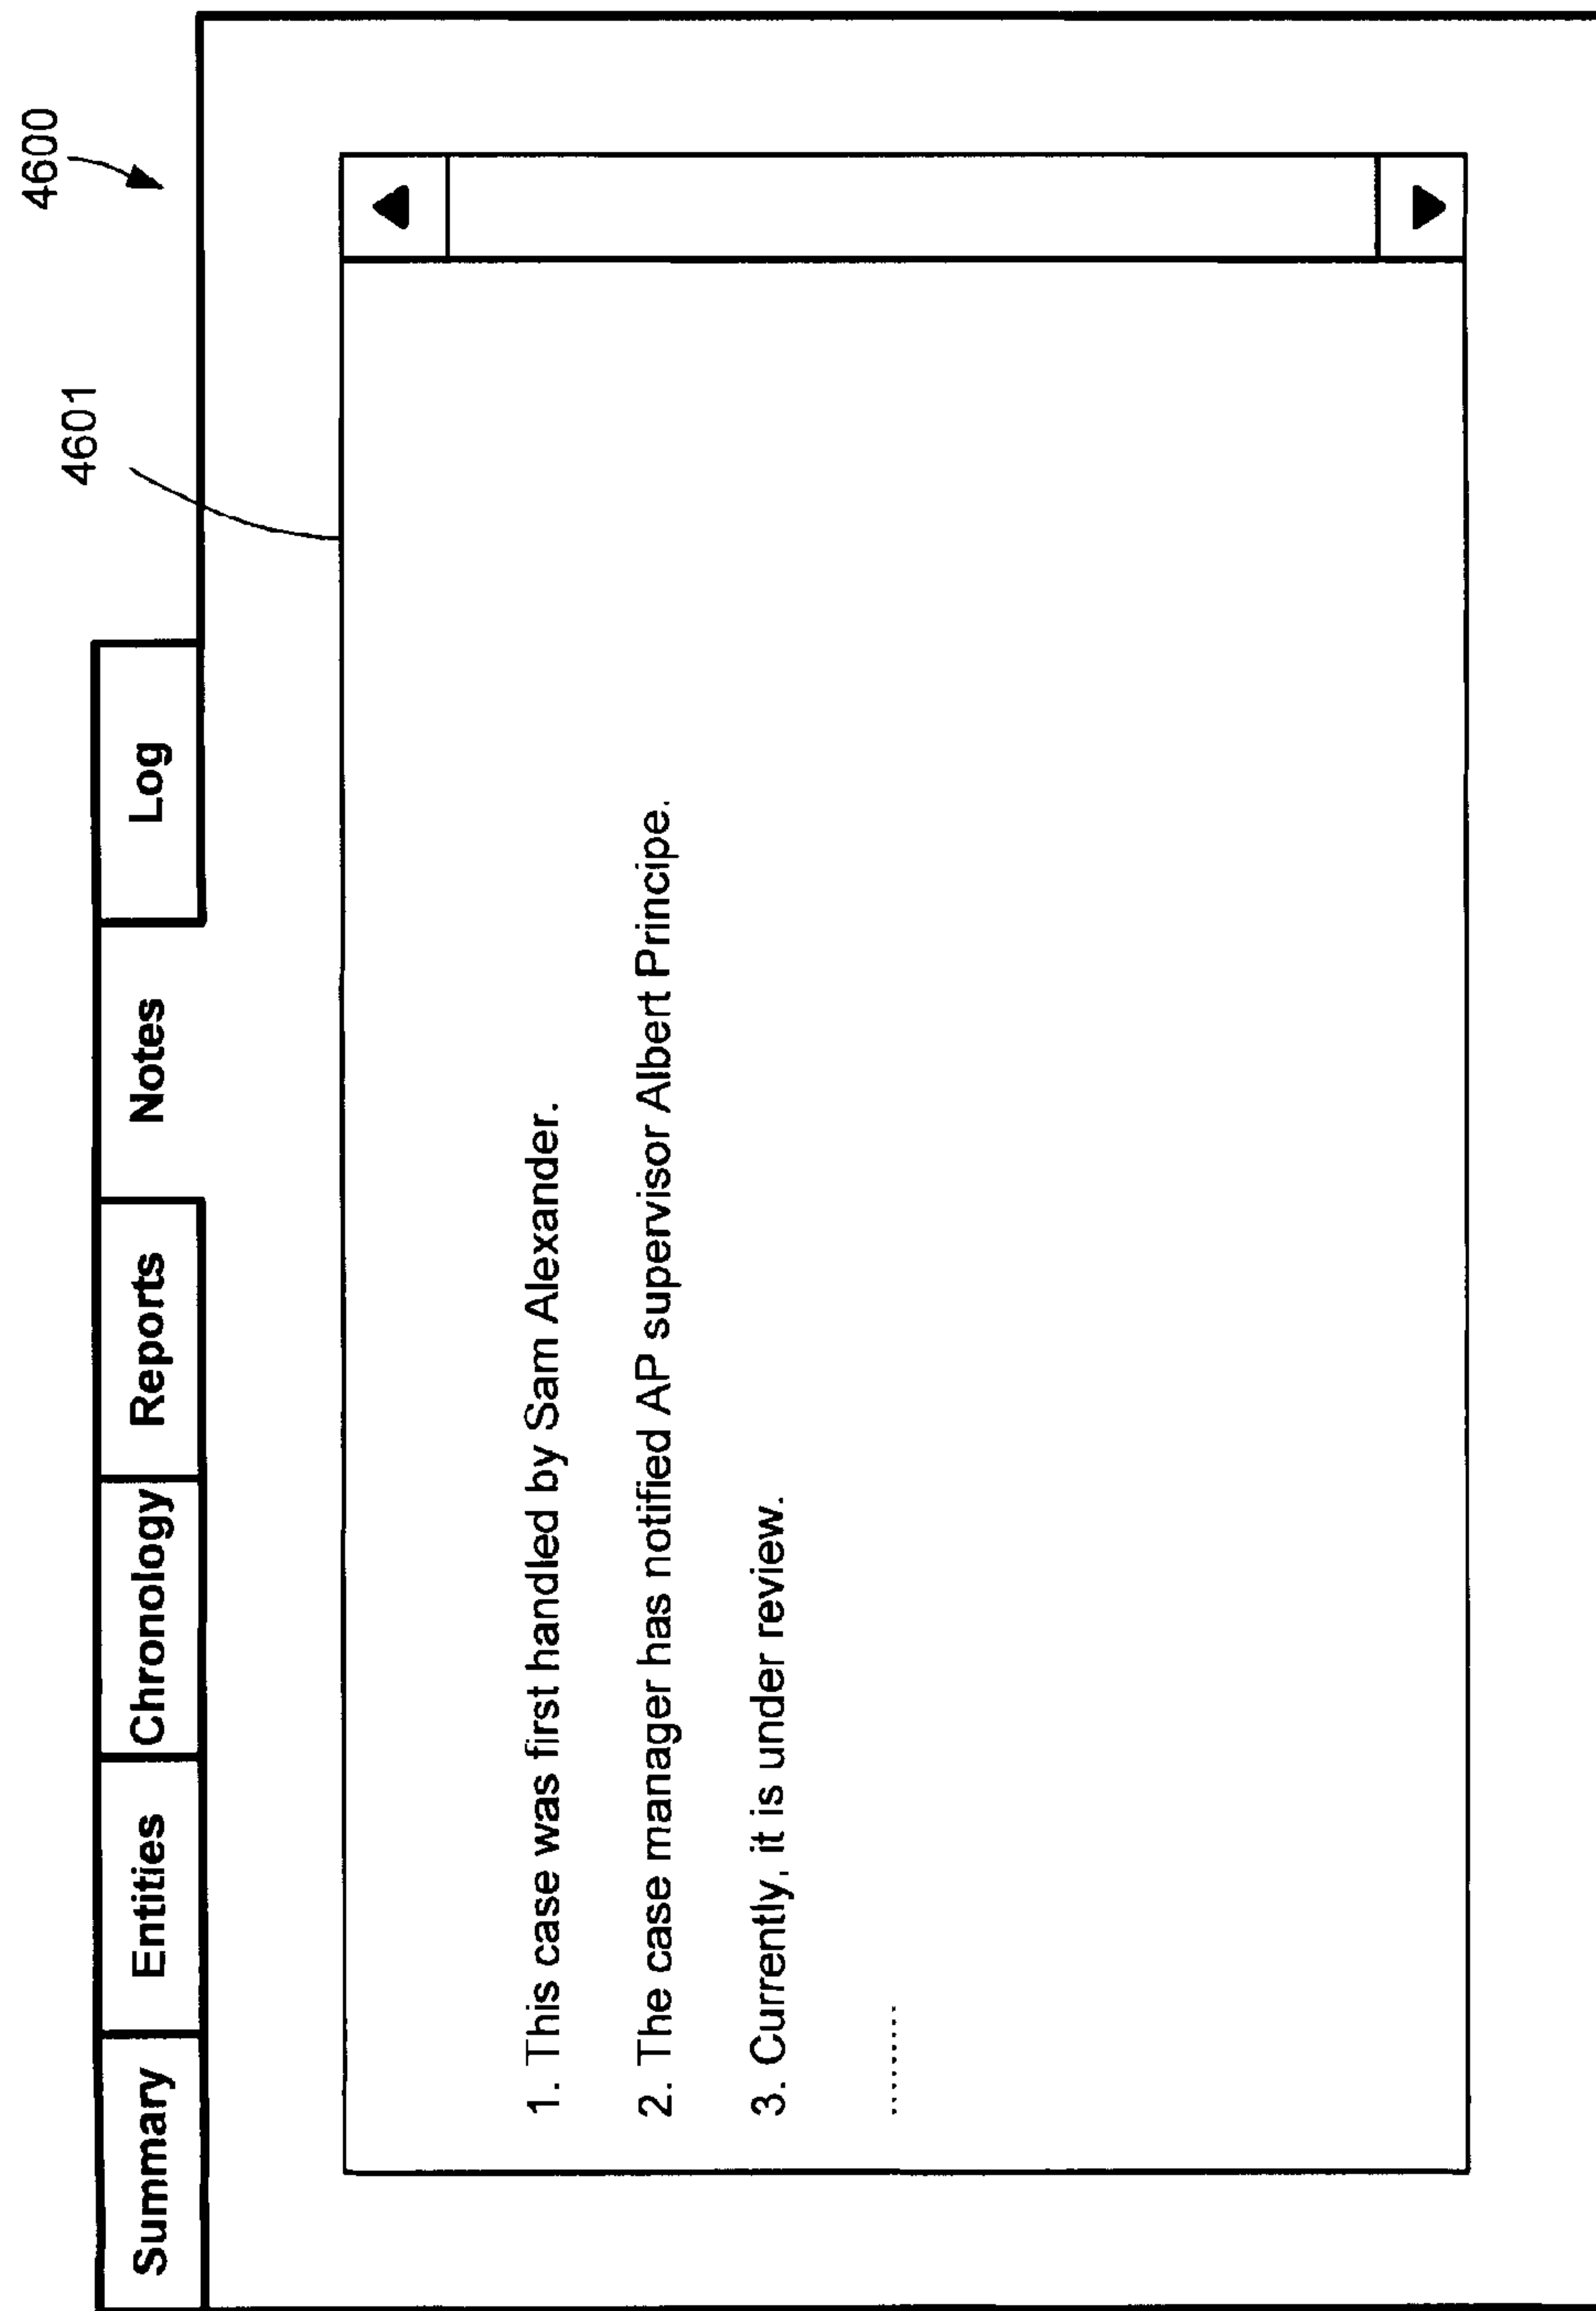 4600
4601
Summary Entities Chronology Reports Notes Log
1. This case was first handled by Sam Alexander.
2. The case manager has notified AP supervisor Albert Principe.
3. Currently, it is under review.
.........